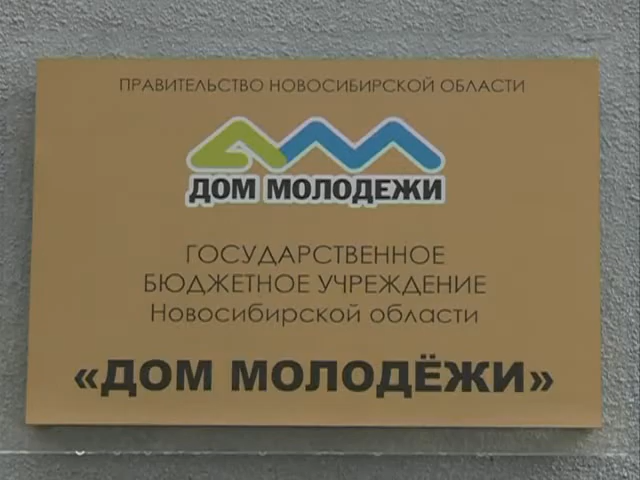 ПРАВИТЕЛЬСТВО НОВОСИБИРСКОЙ ОБЛАСТИ
ДОМ МОЛОДЕЖИ
ГОСУДАРСТВЕННОЕ
БЮДЖЕТНОЕ УЧРЕЖДЕНИЕ
Новосибирской области
«ДОМ МОЛОДЁЖИ»